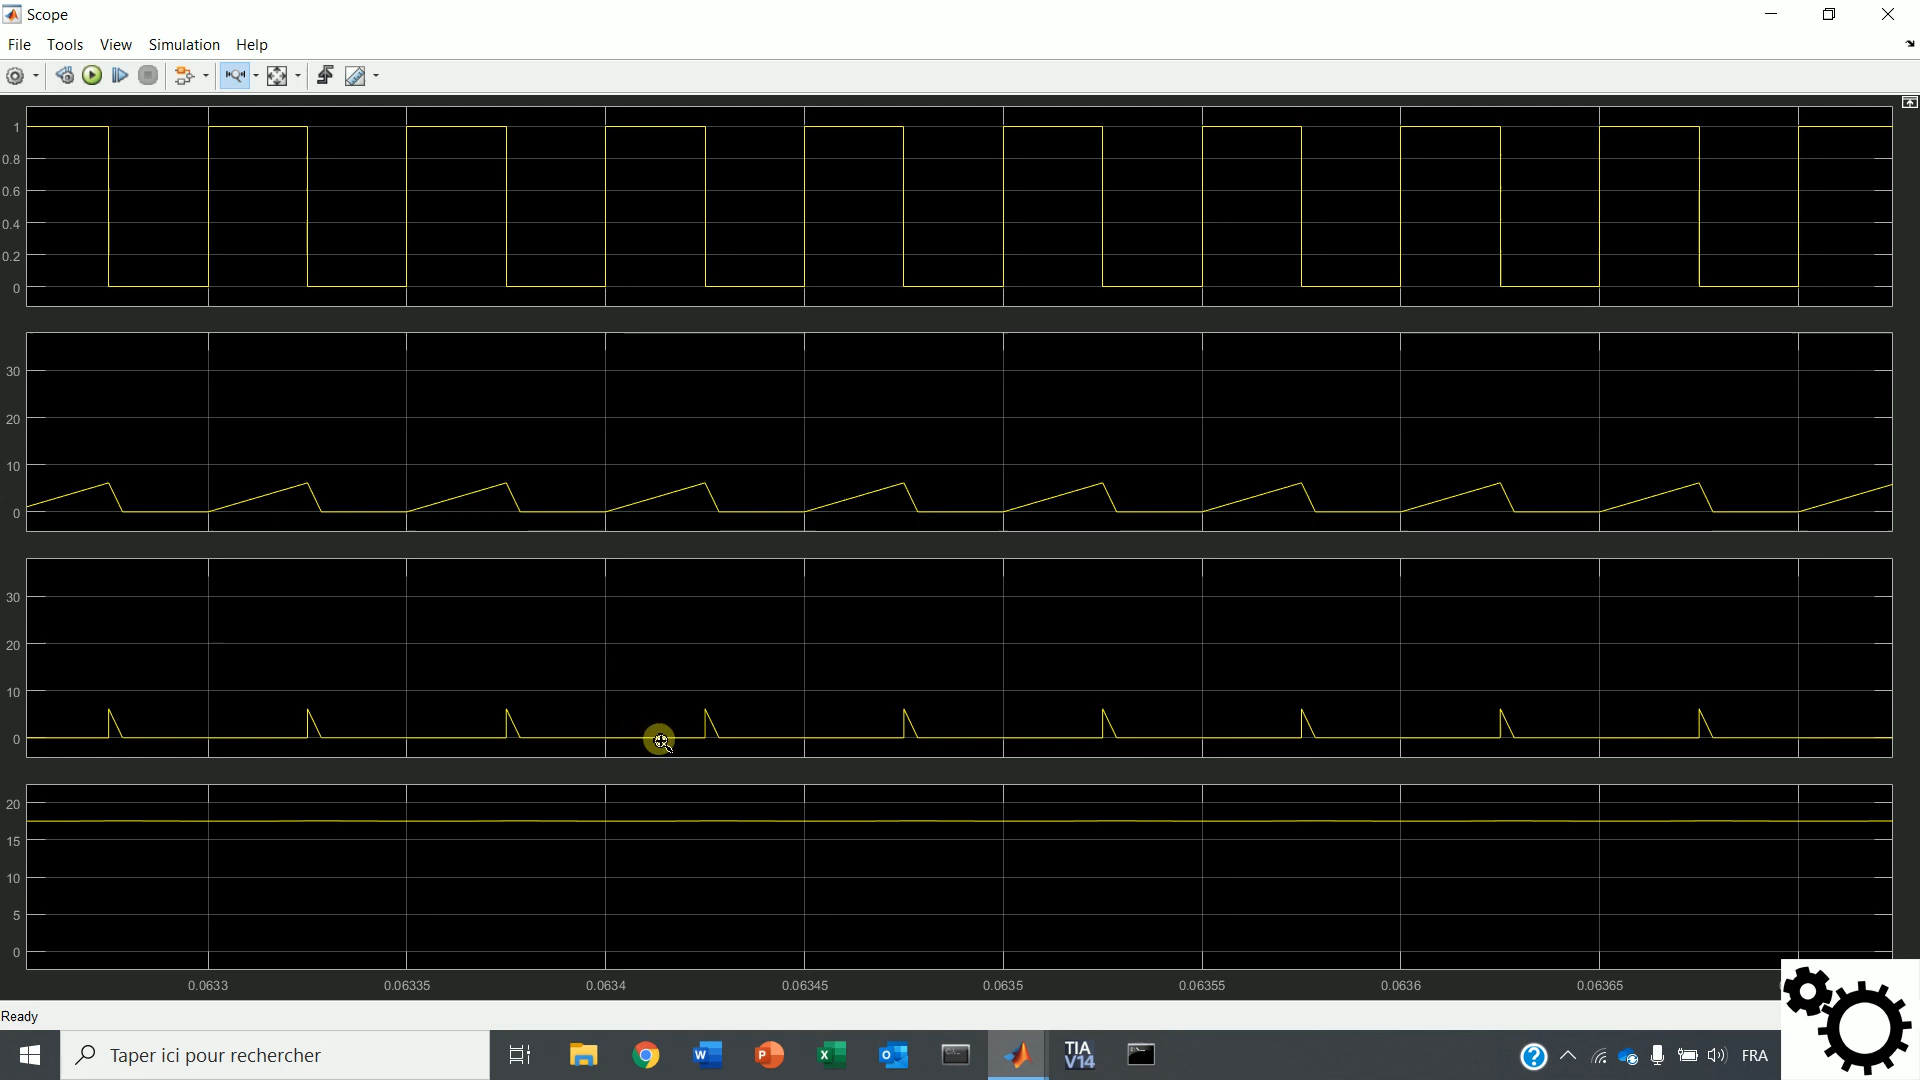 Scope
File Tools View Simulation Help
1
0.8
0.6
0.4
0.2
0
30
20
10
0
30
20
10
0
20
15
10
5
0
0.0633 0.06335 0.0634 0.06345 0.0635 0.06355 0.0636 0.06365
Ready
Taper ici pour rechercher
TIA
V14
FRA